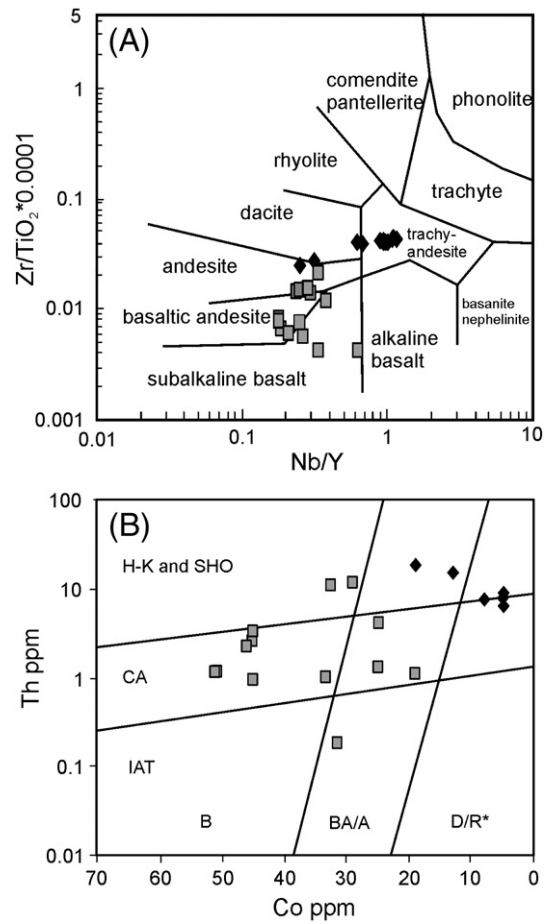 (A)
5
1
0.1
0.01
0.001
Zr/TiO2*0.0001
comendite
pantellerite
phonolite
rhyolite
trachyte
dacite
trachy-
andesite
andesite
basanite
nephelinite
basaltic andesite
alkaline
basalt
subalkaline basalt
0.01
0.1
1
10
Nb/Y
(B)
100
10
1
0.1
0.01
Th ppm
H-K and SHO
CA
IAT
B
BA/A
D/R*
70
60
50
40
30
20
10
0
Co ppm